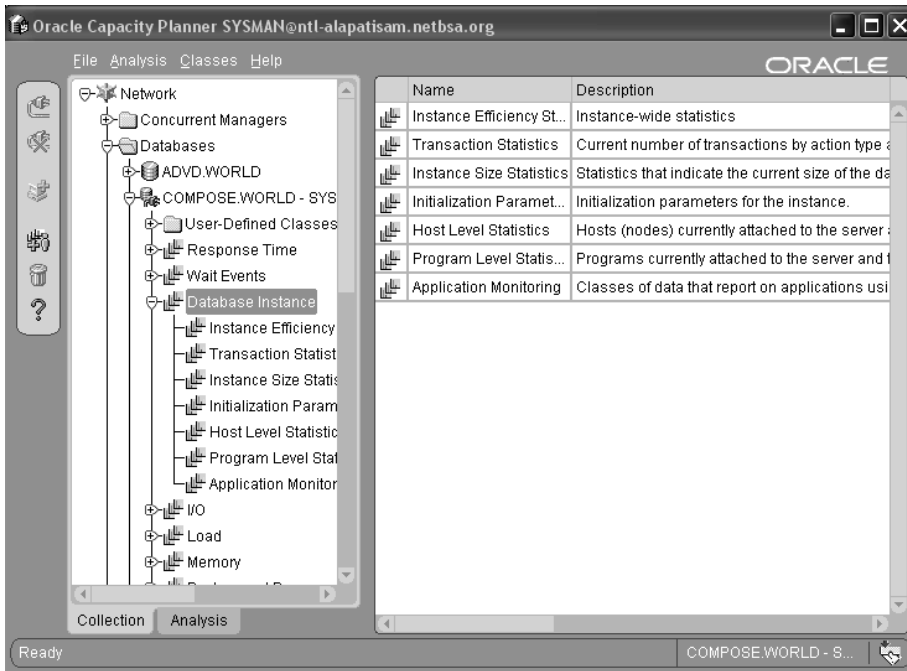 Oracle Capacity Planner SYSMAN@ntl-alapatisam.netbsa.org
File Analysis Classes Help
ORACLE
Network
Concurrent Managers
Databases
ADVD.WORLD
COMPOSE.WORLD - SYS
User-Defined Classes
Response Time
Wait Events
Database Instance
Instance Efficiency
Transaction Statist
Instance Size Statis
Initialization Param
Host Level Statistic
Program Level Stat
Application Monitor
I/O
Load
Memory
Collection Analysis
Name Description
Instance Efficiency St... Instance-wide statistics
Transaction Statistics Current number of transactions by action type a
Instance Size Statistics Statistics that indicate the current size of the da
Initialization Paramet... Initialization parameters for the instance.
Host Level Statistics Hosts (nodes) currently attached to the server
Program Level Statis... Programs currently attached to the server and
Application Monitoring Classes of data that report on applications usi
Ready
COMPOSE.WORLD - S...